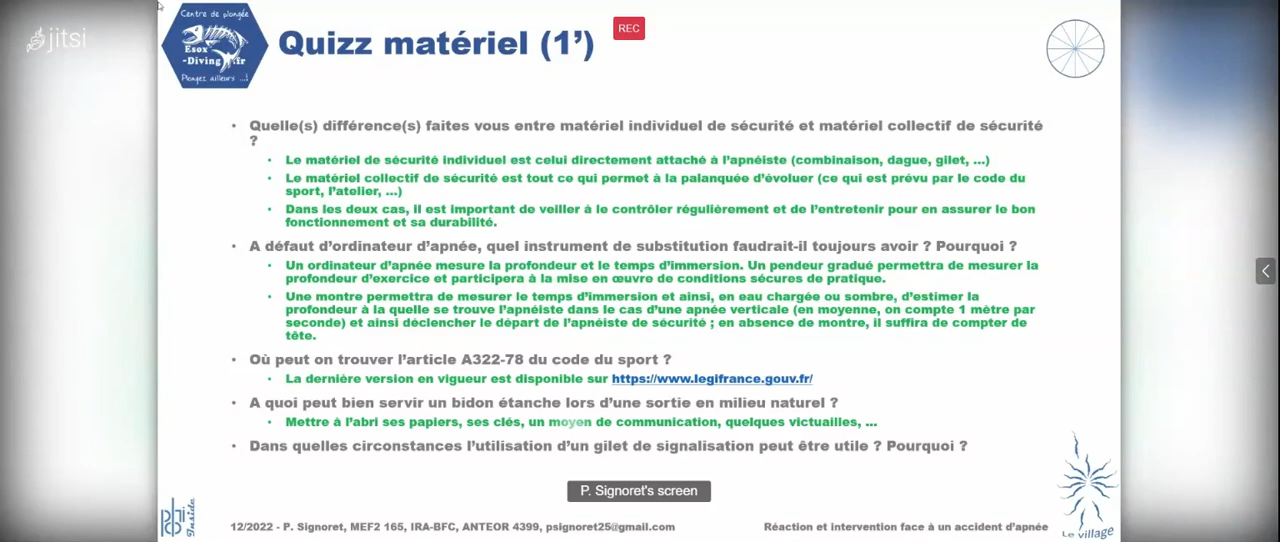 jitsi
Centre de plongée
Esox
-Diving.fr
Plongez ailleurs ...!
Quizz matériel (1')
REC
• Quelle(s) différence(s) faites vous entre matériel individuel de sécurité et matériel collectif de sécurité
?
• Le matériel de sécurité individuel est celui directement attaché à l'apnéiste (combinaison, dague, gilet, ...)
• Le matériel collectif de sécurité est tout ce qui permet à la palanquée d'évoluer (ce qui est prévu par le code du
sport, l'atelier, ...)
• Dans les deux cas, il est important de veiller à le contrôler régulièrement et de l'entretenir pour en assurer le bon
fonctionnement et sa durabilité.
• A défaut d'ordinateur d'apnée, quel instrument de substitution faudrait-il toujours avoir ? Pourquoi ?
• Un ordinateur d'apnée mesure la profondeur et le temps d'immersion. Un pendeur gradué permettra de mesurer la
profondeur d'exercice et participera à la mise en œuvre de conditions sécures de pratique.
• Une montre permettra de mesurer le temps d'immersion et ainsi, en eau chargée ou sombre, d'estimer la
profondeur à la quelle se trouve l'apnéiste dans le cas d'une apnée verticale (en moyenne, on compte 1 mètre par
seconde) et ainsi déclencher le départ de l'apnéiste de sécurité ; en absence de montre, il suffira de compter de
tête.
• Où peut on trouver l'article A322-78 du code du sport ?
• La dernière version en vigueur est disponible sur https://www.legifrance.gouv.fr/
• A quoi peut bien servir un bidon étanche lors d'une sortie en milieu naturel ?
• Mettre à l'abri ses papiers, ses clés, un moyen de communication, quelques victuailles, ...
• Dans quelles circonstances l'utilisation d'un gilet de signalisation peut être utile ? Pourquoi ?
P. Signoret's screen
Inside
12/2022 - P. Signoret, MEF2 165, IRA-BFC, ANTEOR 4399, psignoret25@gmail.com
Réaction et intervention face à un accident d'apnée
Le village